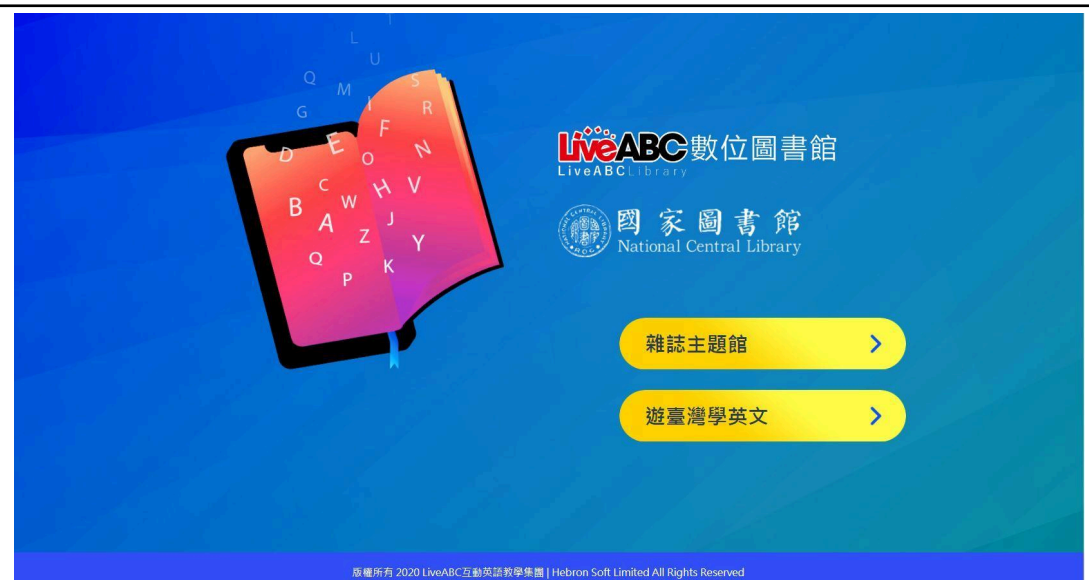 L
U
Q
M
S
G
I
R
F
D
E
O
N
C
H
V
B
W
A
J
Z
Y
Q
K
P
LiveABC數位圖書館
LiveABCLibrary
國家圖書館
National Central Library
雜誌主題館
遊臺灣學英文
版權所有 2020 LiveABC互動英語教學集團 | Hebron Soft Limited All Rights Reserved